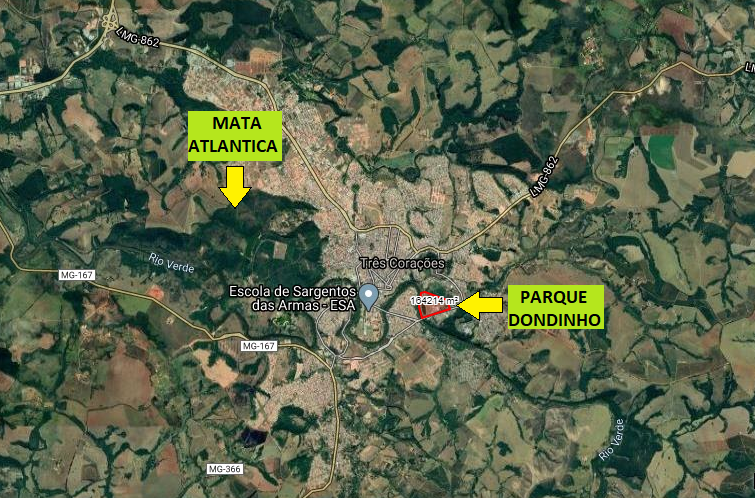 LMG-862
LM
MATA
ATLANTICA
LMG-862
Rio Verde
MG-167
Três Corações
Escola de Sargentos
das Armas - ESA
PARQUE
DONDINHO
MG-167
Rio Verde
MG-366